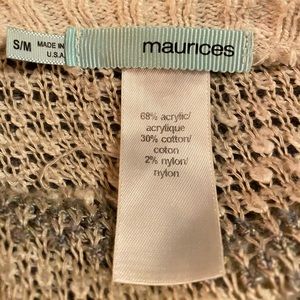 S/M
MADE IN
U.S.A.
maurices
68% acrylic/
acrylique
30% cotton/
coton
2% nylon/
nylon